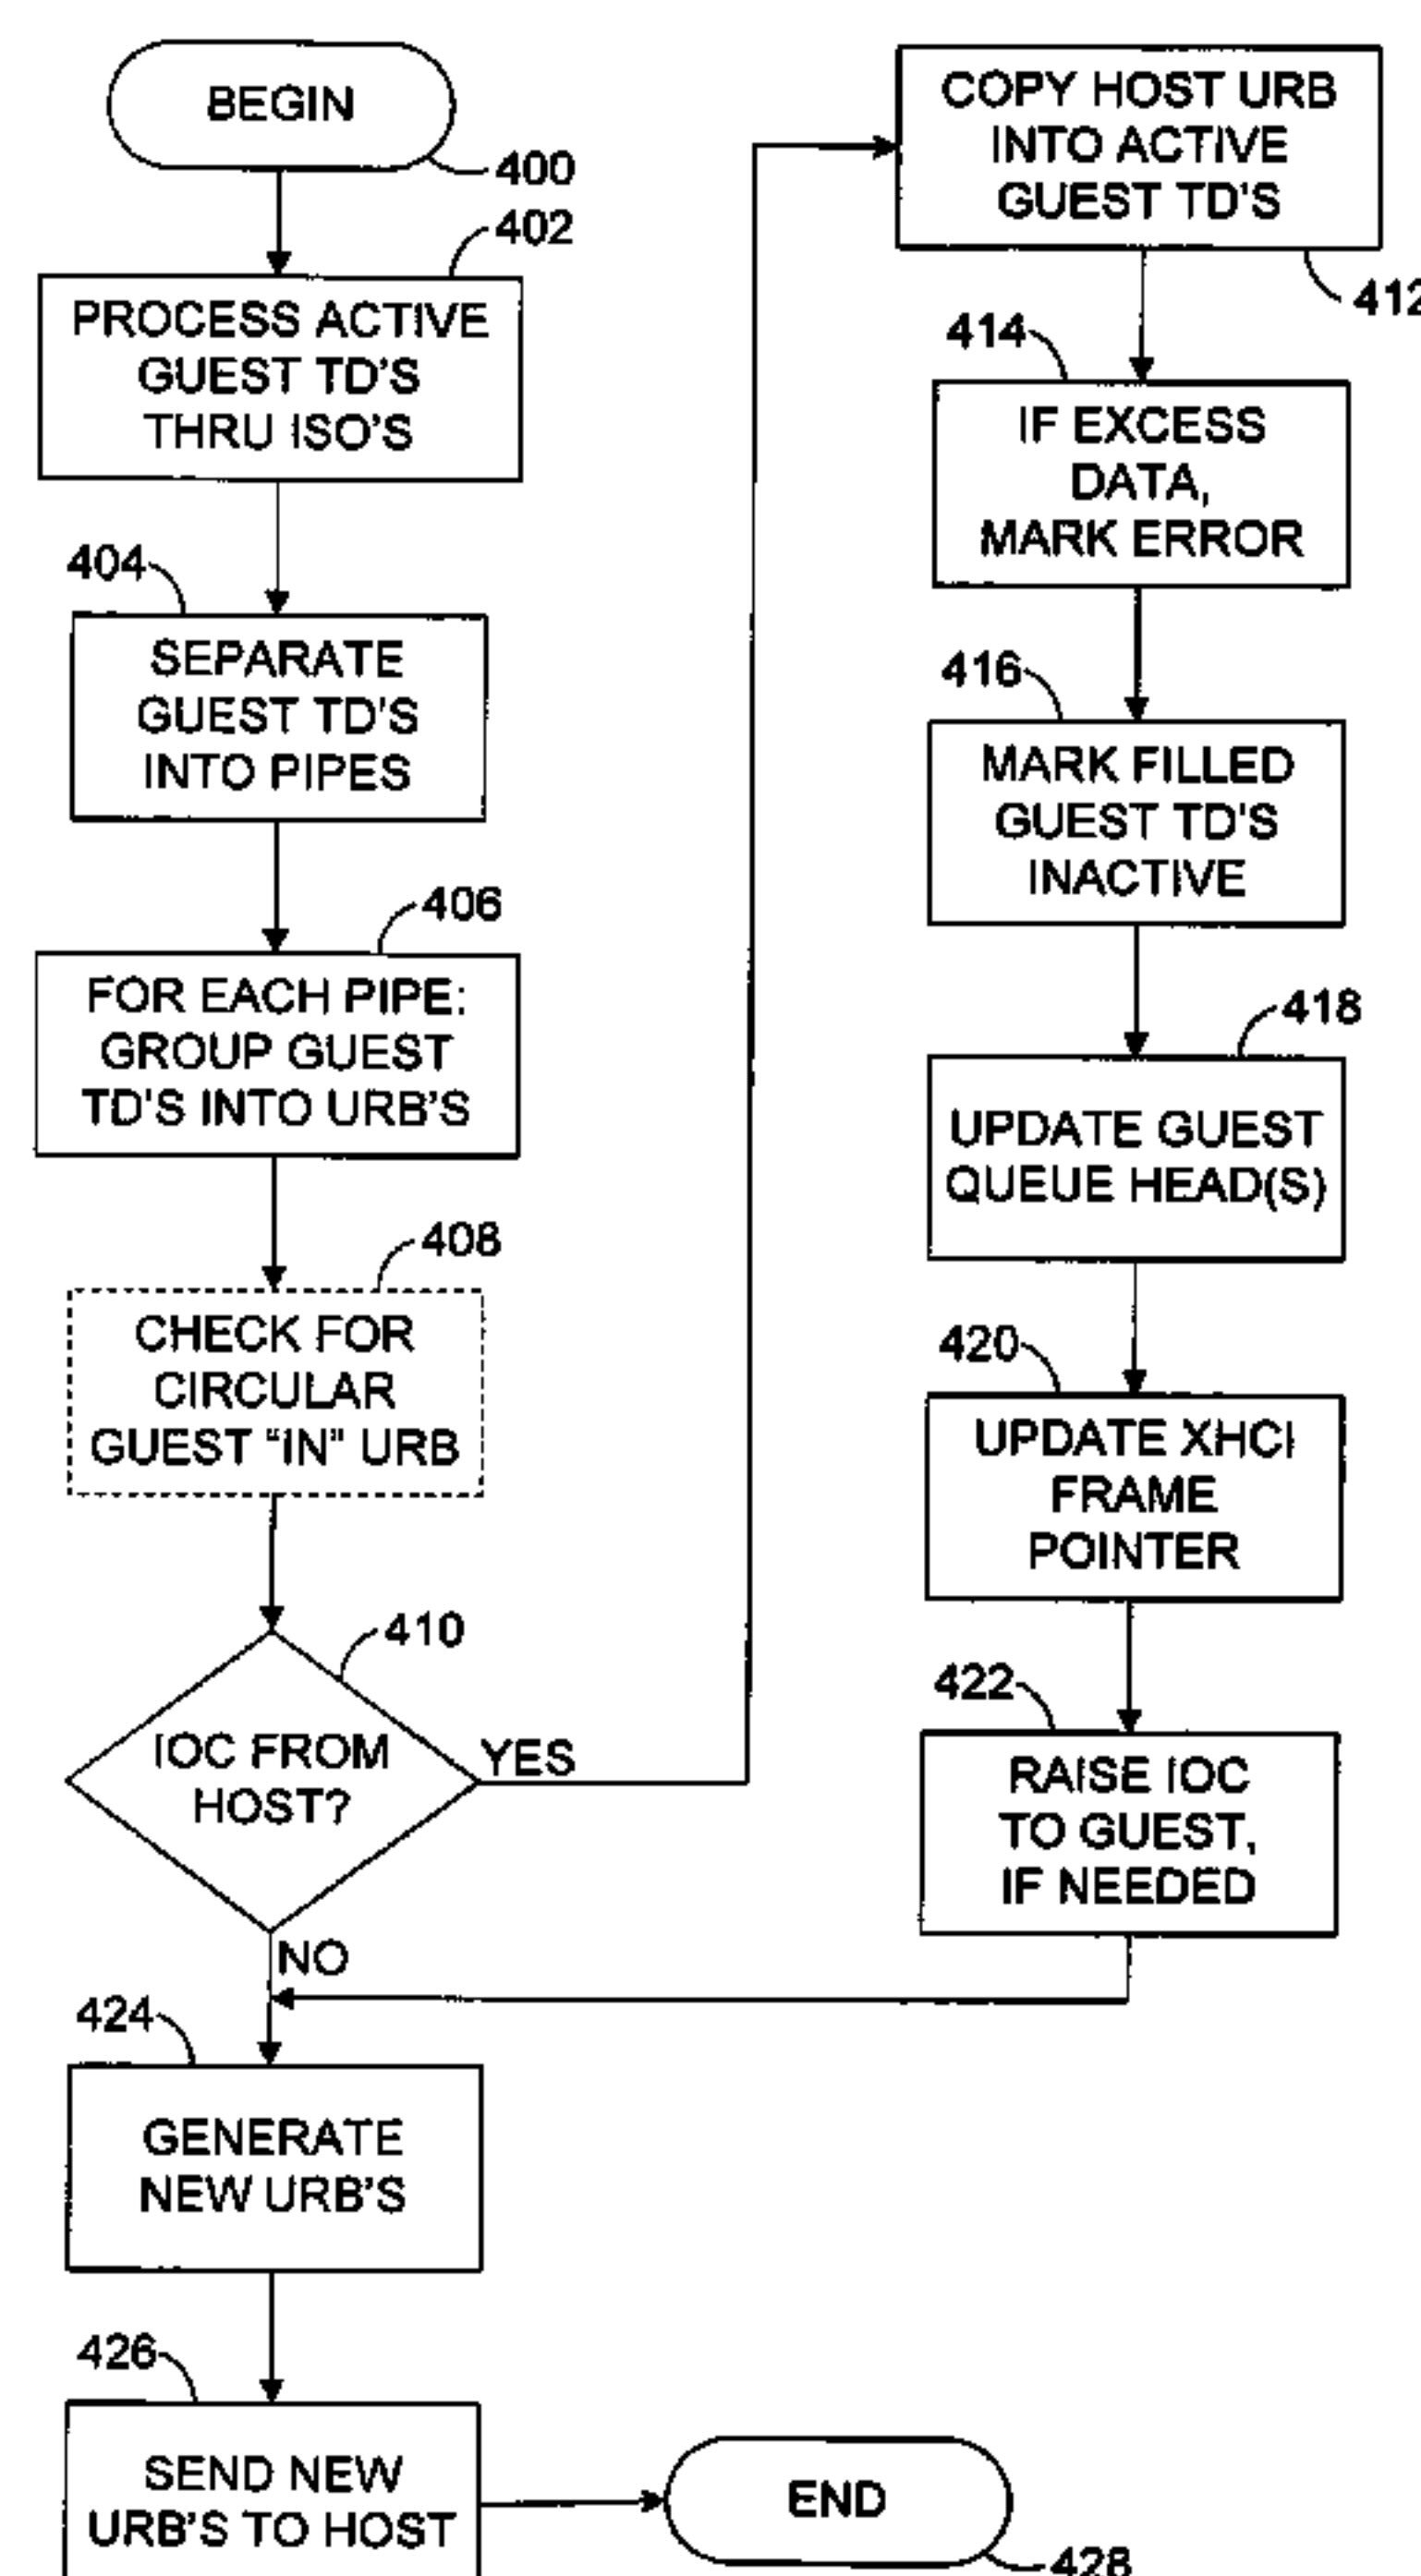 BEGIN
400
402
PROCESS ACTIVE
GUEST TD'S
THRU ISO'S
404
SEPARATE
GUEST TD'S
INTO PIPES
406
FOR EACH PIPE:
GROUP GUEST
TD'S INTO URB'S
408
CHECK FOR
CIRCULAR
GUEST "IN" URB
410
IOC FROM
HOST?
YES
NO
COPY HOST URB
INTO ACTIVE
GUEST TD'S
412
414
IF EXCESS
DATA,
MARK ERROR
416
MARK FILLED
GUEST TD'S
INACTIVE
418
UPDATE GUEST
QUEUE HEAD(S)
420
UPDATE XHCI
FRAME
POINTER
422
RAISE IOC
TO GUEST,
IF NEEDED
424
GENERATE
NEW URB'S
426
SEND NEW
URB'S TO HOST
END
428